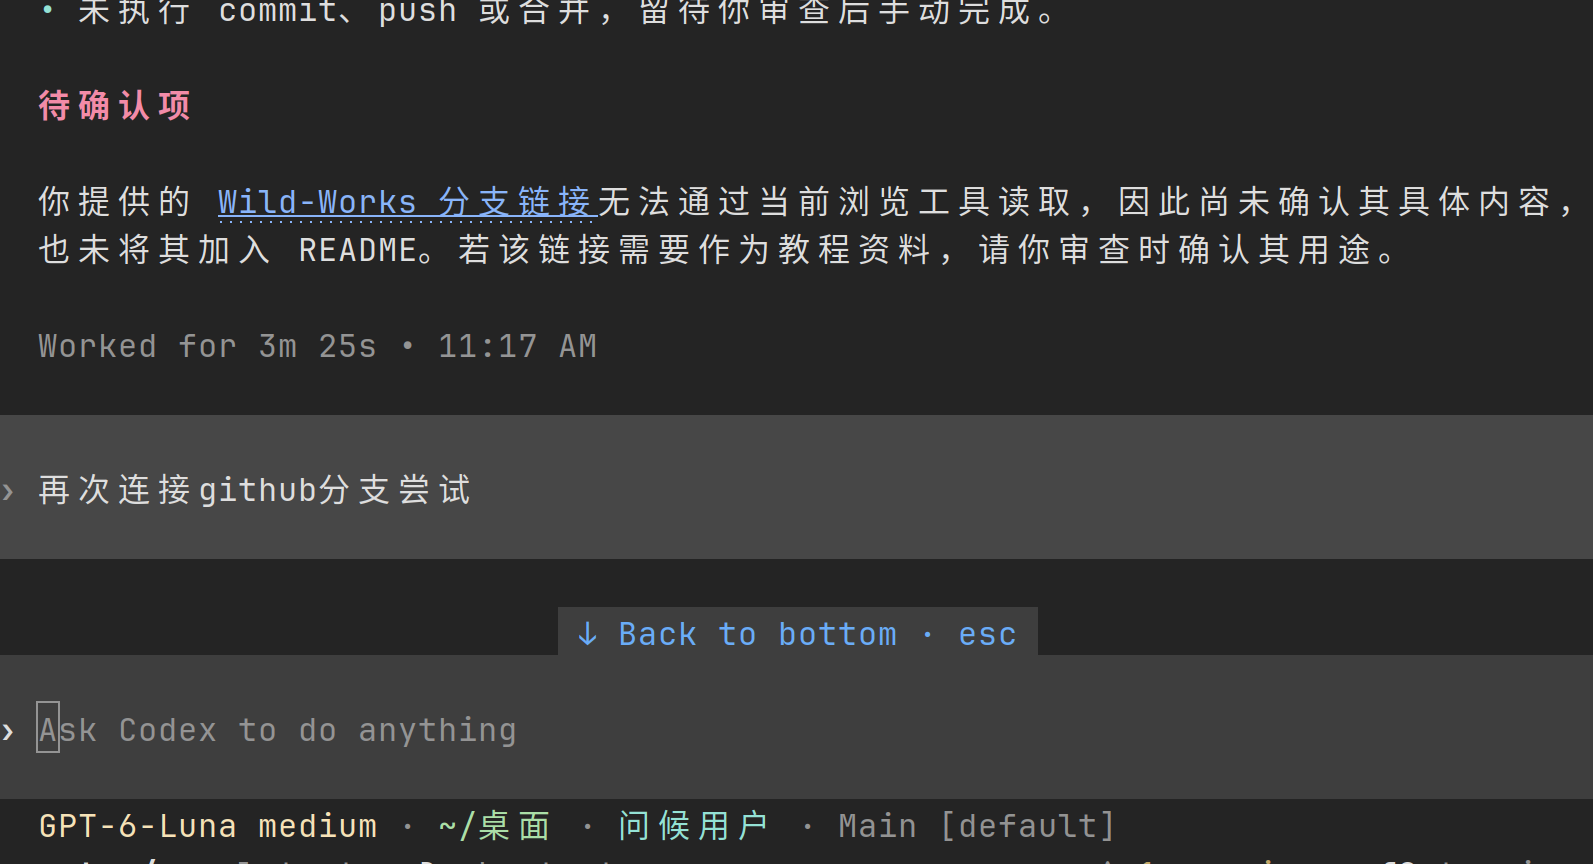 • 未执行 commit、push 或合并，留待你审查后手动完成。
待确认项
你提供的 Wild-Works 分支链接无法通过当前浏览工具读取，因此尚未确认其具体内容，
也未将其加入 README。若该链接需要作为教程资料，请你审查时确认其用途。
Worked for 3m 25s • 11:17 AM
› 再次连接github分支尝试
↓ Back to bottom · esc
› Ask Codex to do anything
GPT-6-Luna medium · ~/桌面 · 问候用户 · Main [default]